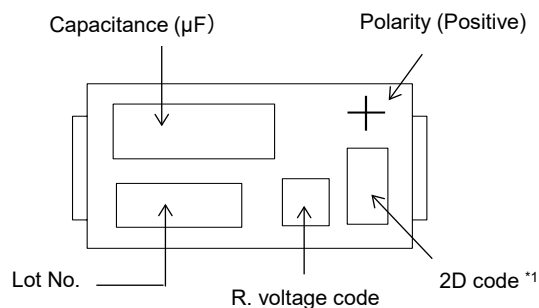 Capacitance (μF)
Polarity (Positive)
+
Lot No.
R. voltage code
2D code *1